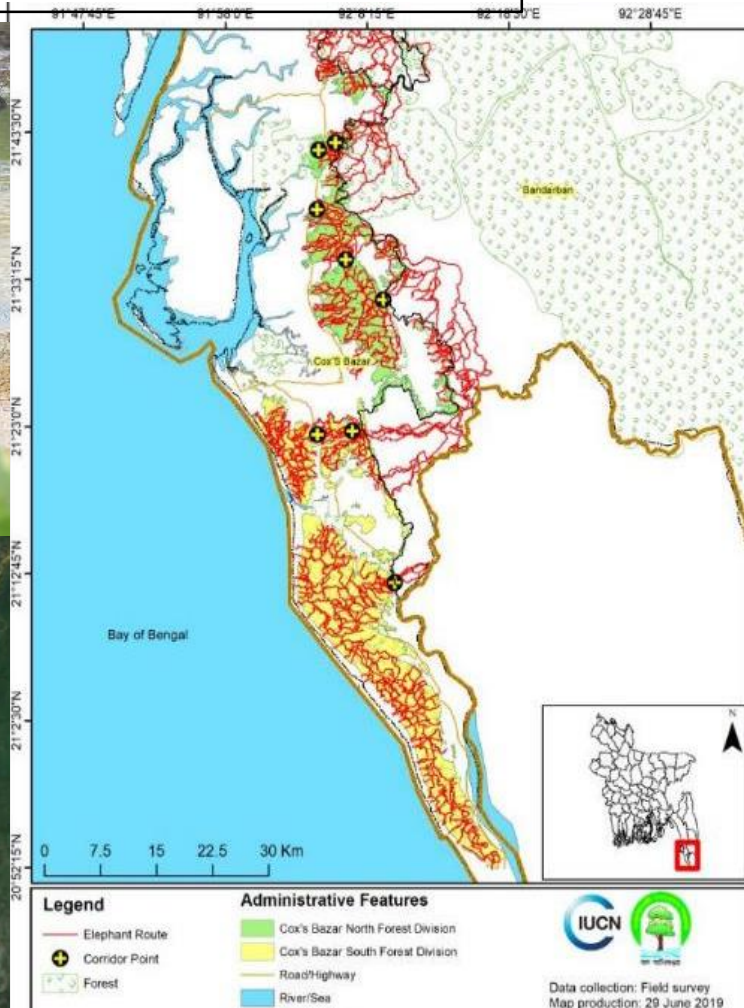 91°47'45"E 91°58'0"E 92°8'15"E 92°18'30"E 92°28'45"E
21°43'30"N
21°33'15"N
21°23'0"N
21°12'45"N
21°2'30"N
20°52'15"N
Bandarban
Cox'S Bazar
Bay of Bengal
N
0 7.5 15 22.5 30 Km
Legend
Elephant Route
Corridor Point
Forest
Administrative Features
Cox's Bazar North Forest Division
Cox's Bazar South Forest Division
Road/Highway
River/Sea
IUCN
Data collection: Field survey
Map production: 29 June 2019